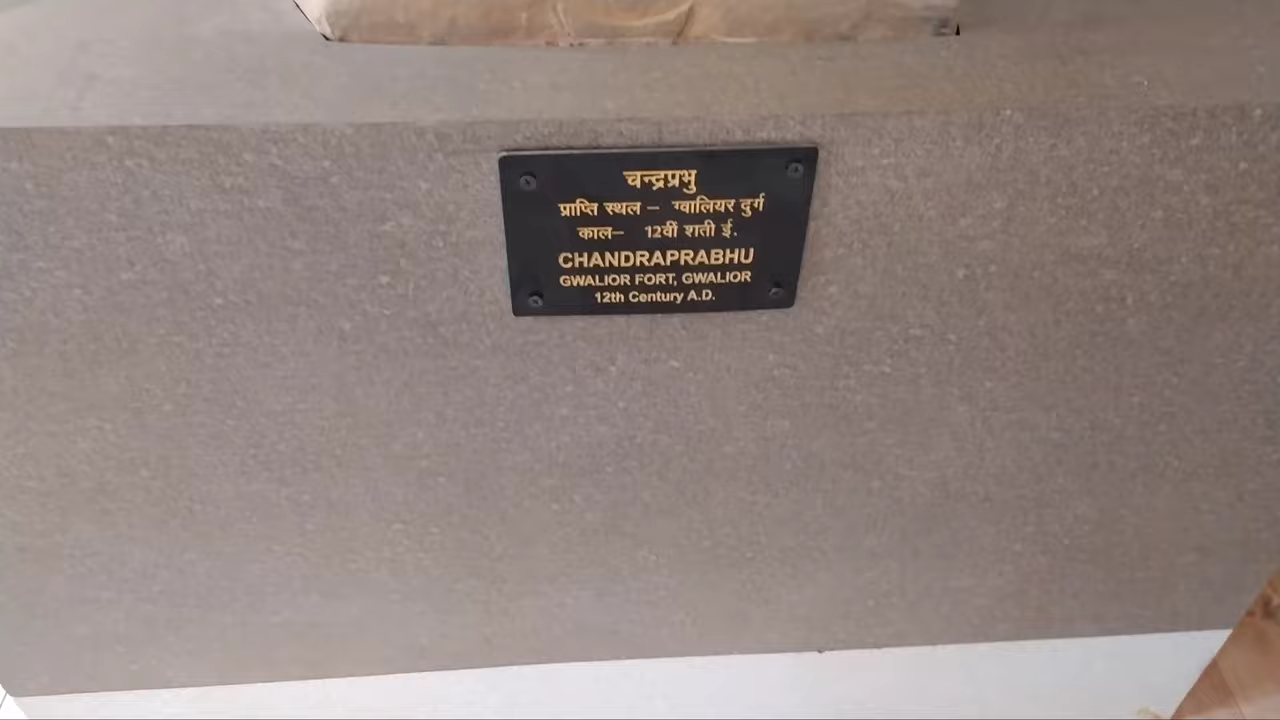 चन्द्रप्रभु
प्राप्ति स्थल – ग्वालियर दुर्ग
काल– 12वीं शती ई.
CHANDRAPRABHU
GWALIOR FORT, GWALIOR
12th Century A.D.